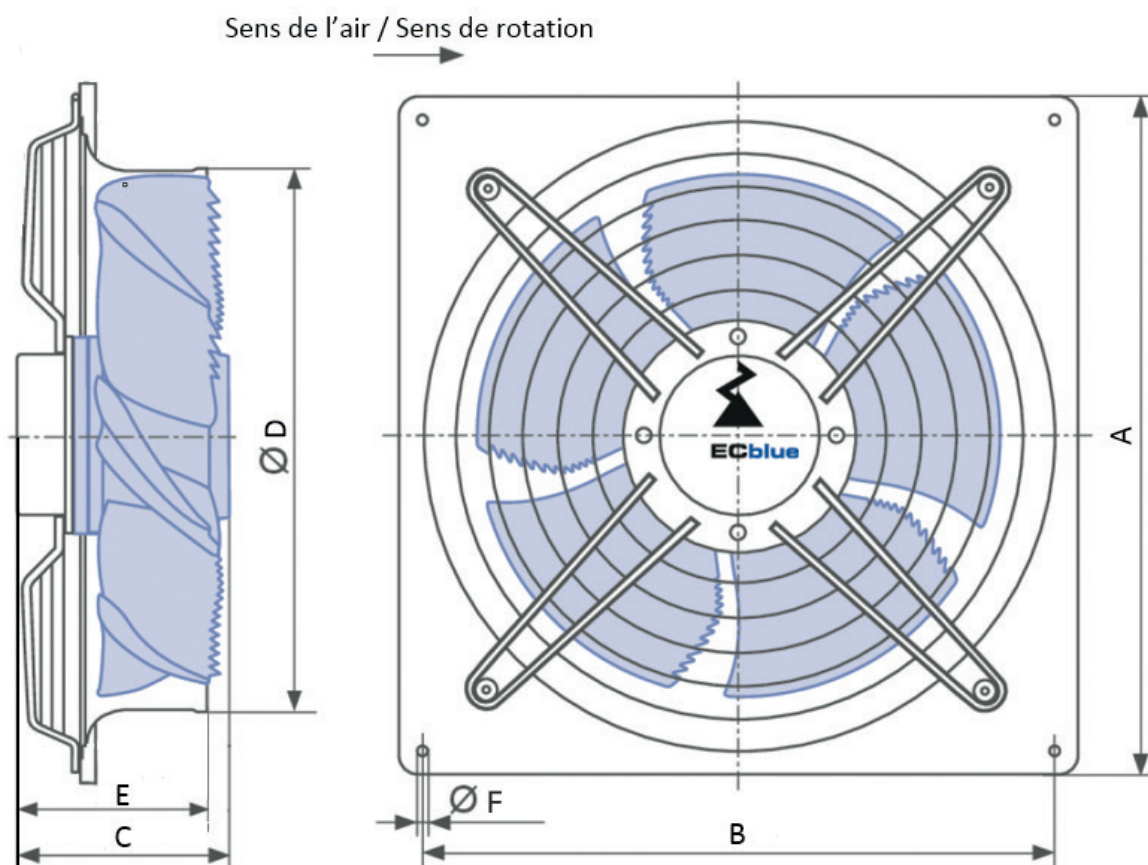 Sens de l'air / Sens de rotation
Ø D
A
ECblue
E
C
Ø F
B